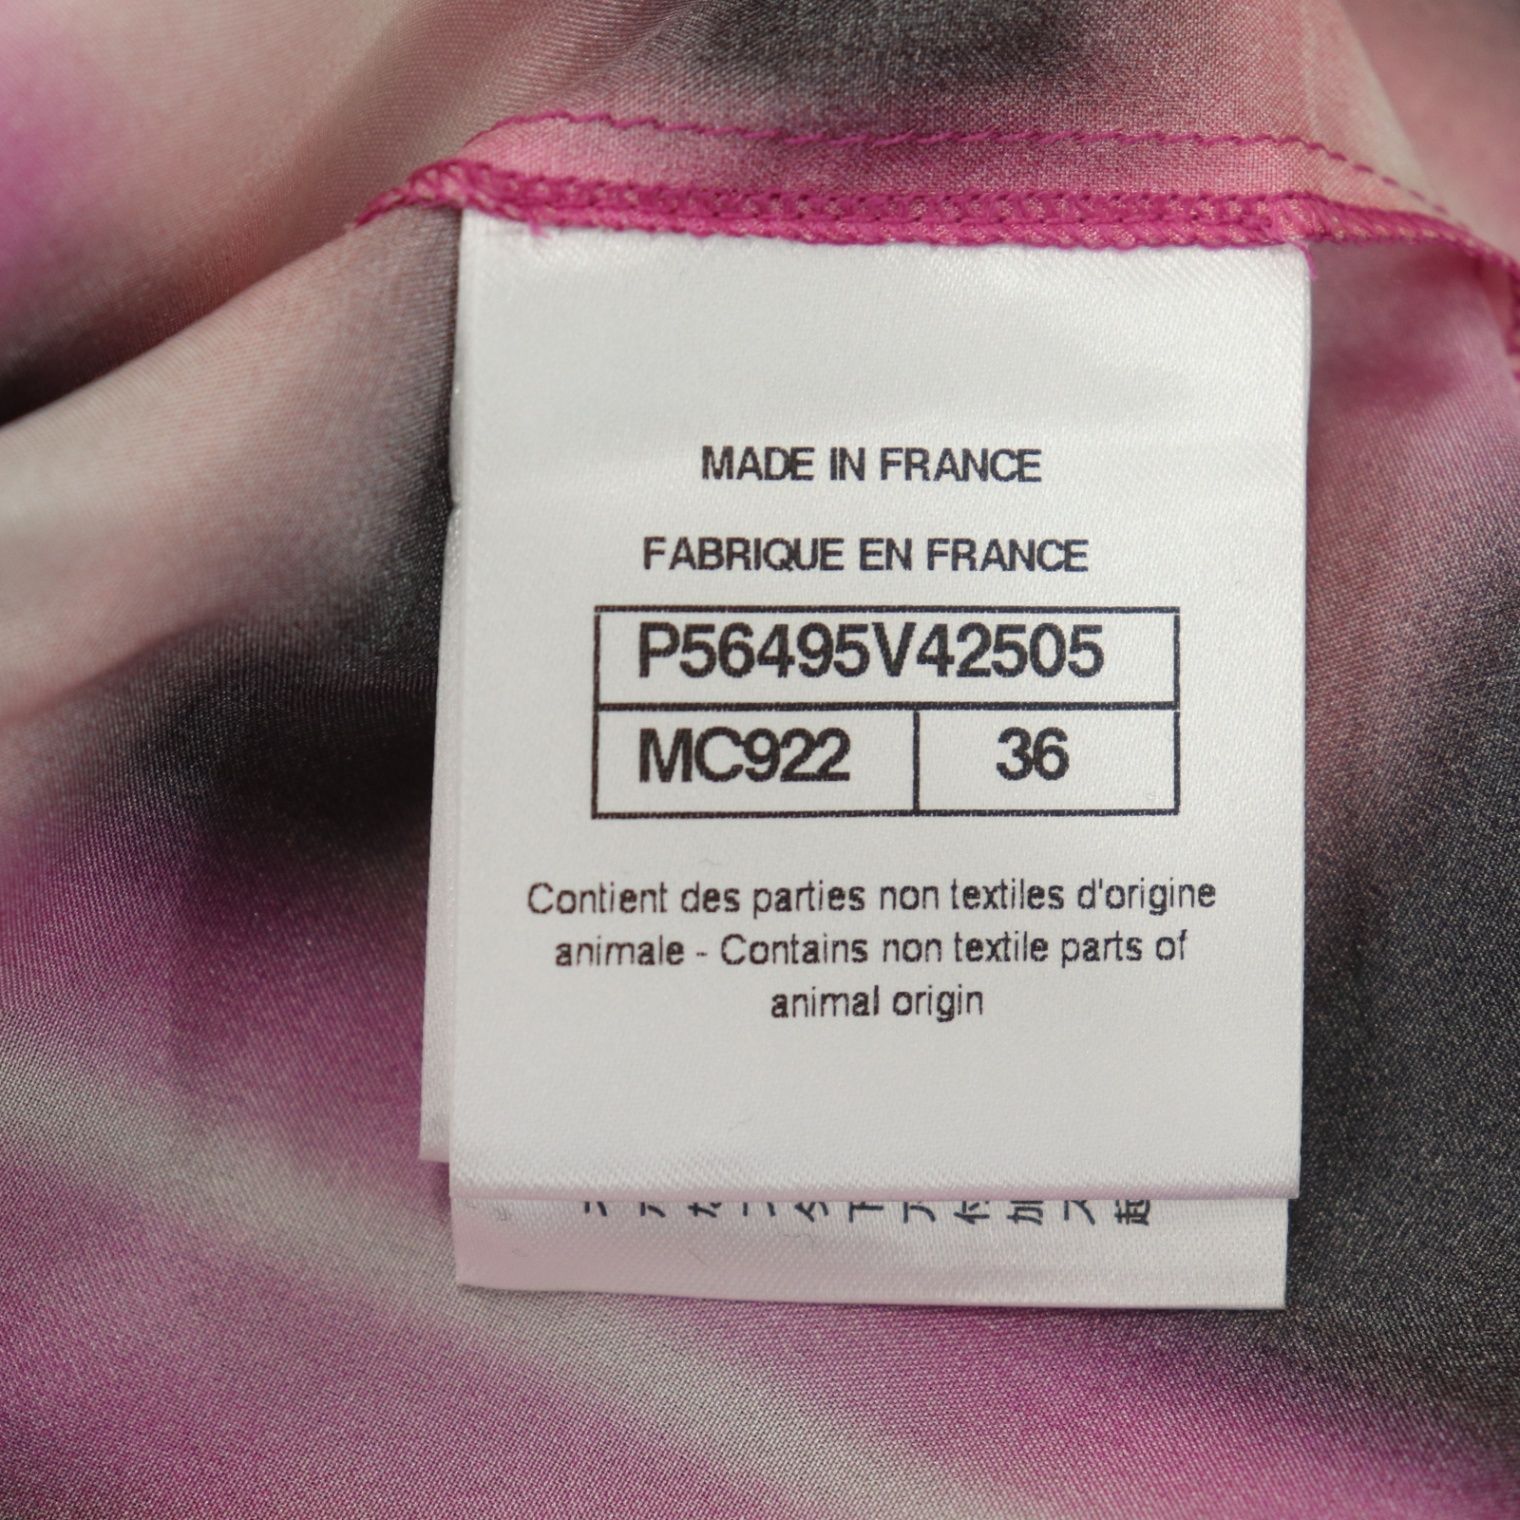 MADE IN FRANCE
FABRIQUE EN FRANCE
P56495V42505
MC922 36
Contient des parties non textiles d'origine
animale - Contains non textile parts of
animal origin